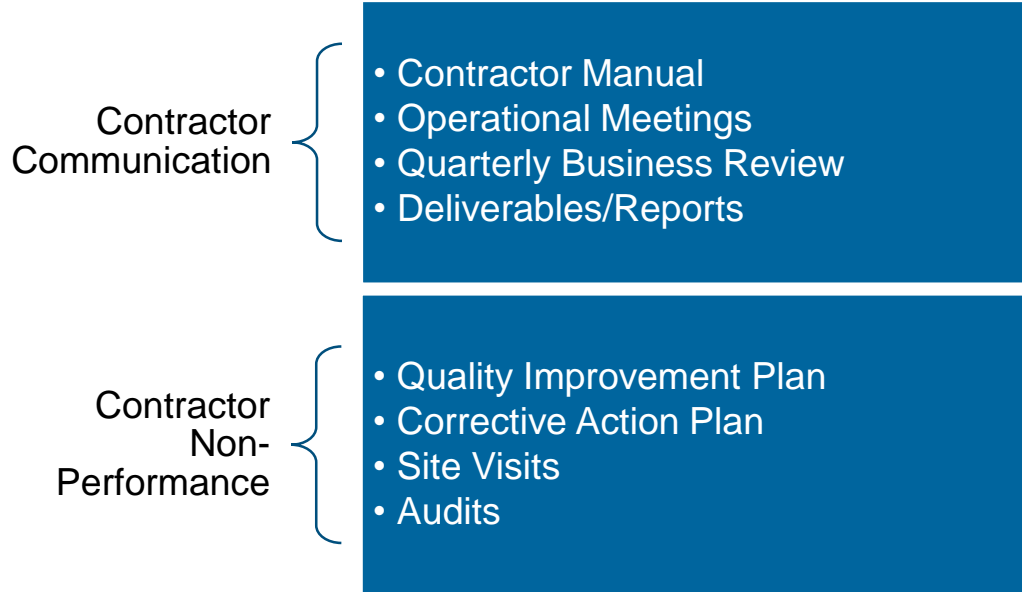 Contractor
Communication
• Contractor Manual
• Operational Meetings
• Quarterly Business Review
• Deliverables/Reports
Contractor
Non-
Performance
• Quality Improvement Plan
• Corrective Action Plan
• Site Visits
• Audits